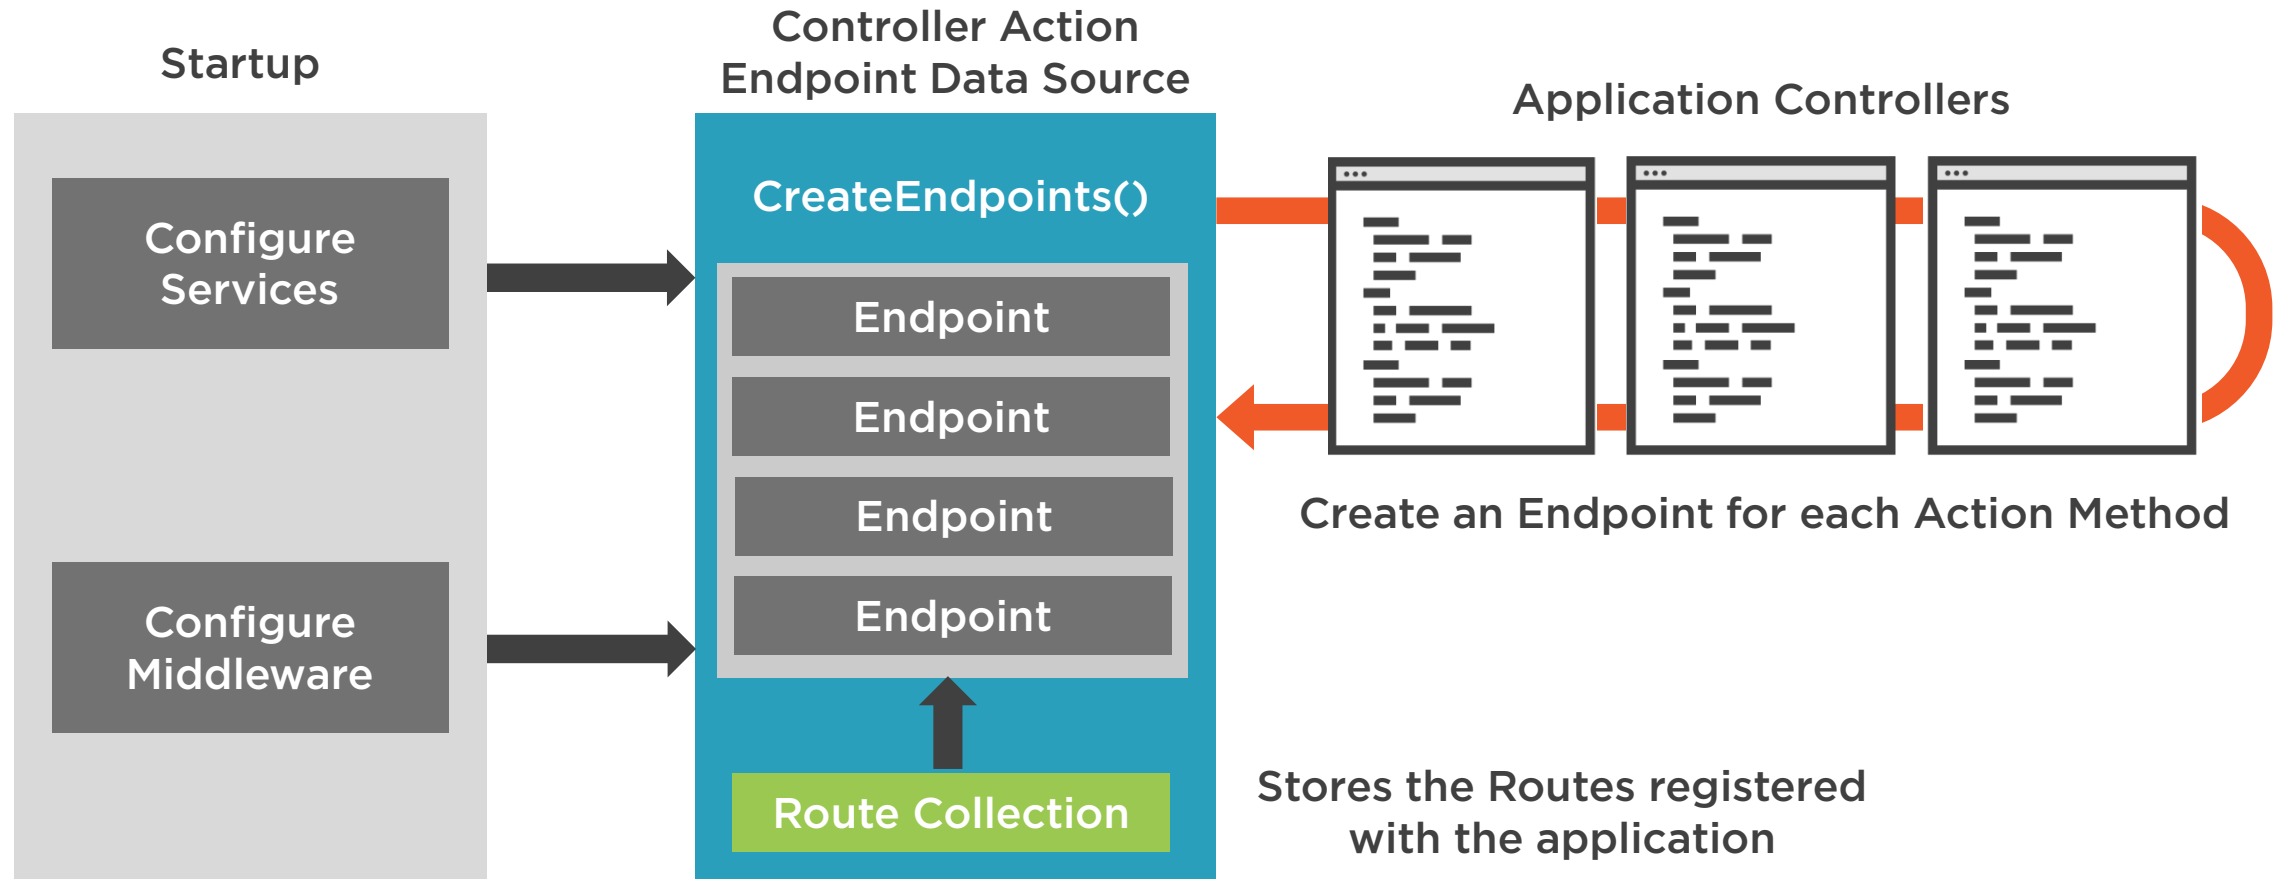 Startup
Configure
Services
Configure
Middleware
Controller Action
Endpoint Data Source
CreateEndpoints()
Endpoint
Endpoint
Endpoint
Endpoint
Route Collection
Application Controllers
Create an Endpoint for each Action Method
Stores the Routes registered
with the application